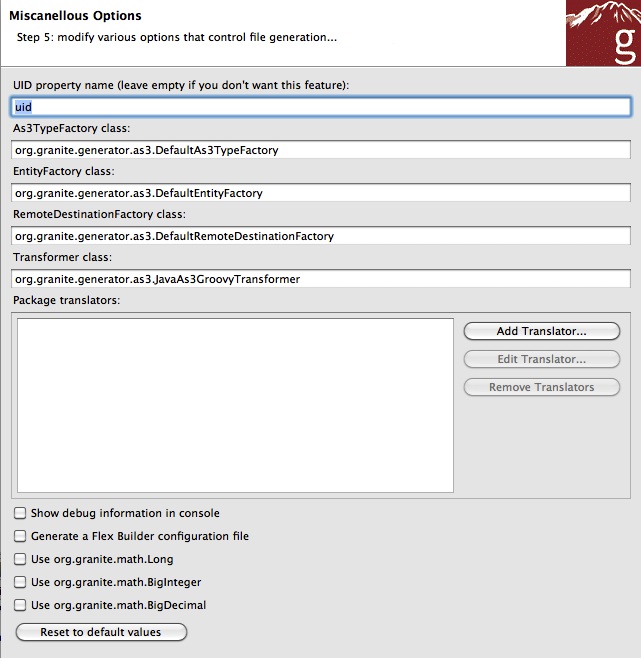 Miscanellous Options
Step 5: modify various options that control file generation...
g
UID property name (leave empty if you don't want this feature):
uid
As3TypeFactory class:
org.granite.generator.as3.DefaultAs3TypeFactory
EntityFactory class:
org.granite.generator.as3.DefaultEntityFactory
RemoteDestinationFactory class:
org.granite.generator.as3.DefaultRemoteDestinationFactory
Transformer class:
org.granite.generator.as3.JavaAs3GroovyTransformer
Package translators:
Add Translator...
Edit Translator...
Remove Translators
Show debug information in console
Generate a Flex Builder configuration file
Use org.granite.math.Long
Use org.granite.math.BigInteger
Use org.granite.math.BigDecimal
Reset to default values